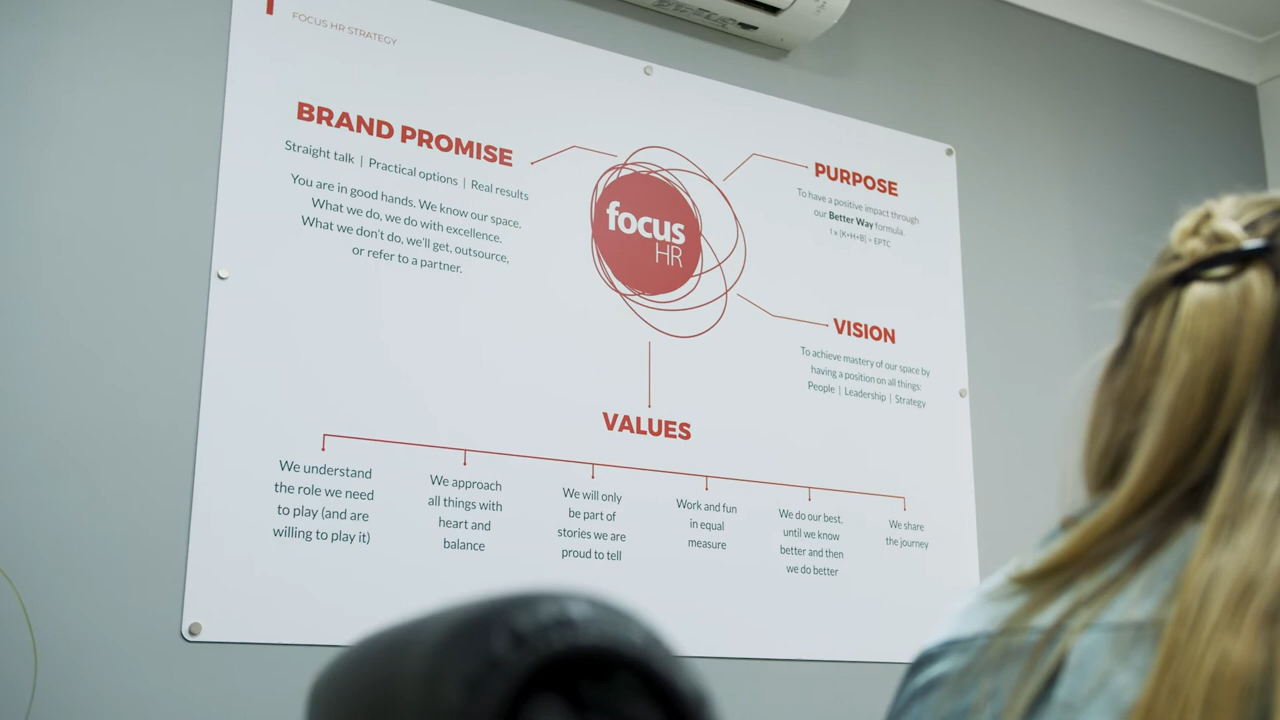 FOCUS HR STRATEGY
BRAND PROMISE
Straight talk | Practical options | Real results
You are in good hands. We know our space.
What we do, we do with excellence.
What we don't do, we'll get, outsource,
or refer to a partner.
focus
HR
PURPOSE
To have a positive impact through
our Better Way formula.
I x [K+H+B] = EPTC
VISION
To achieve mastery of our space by
having a position on all things:
People | Leadership | Strategy
VALUES
We understand
the role we need
to play (and are
willing to play it)
We approach
all things with
heart and
balance
We will only
be part of
stories we are
proud to tell
Work and fun
in equal
measure
We do our best,
until we know
better and then
we do better
We share
the journey